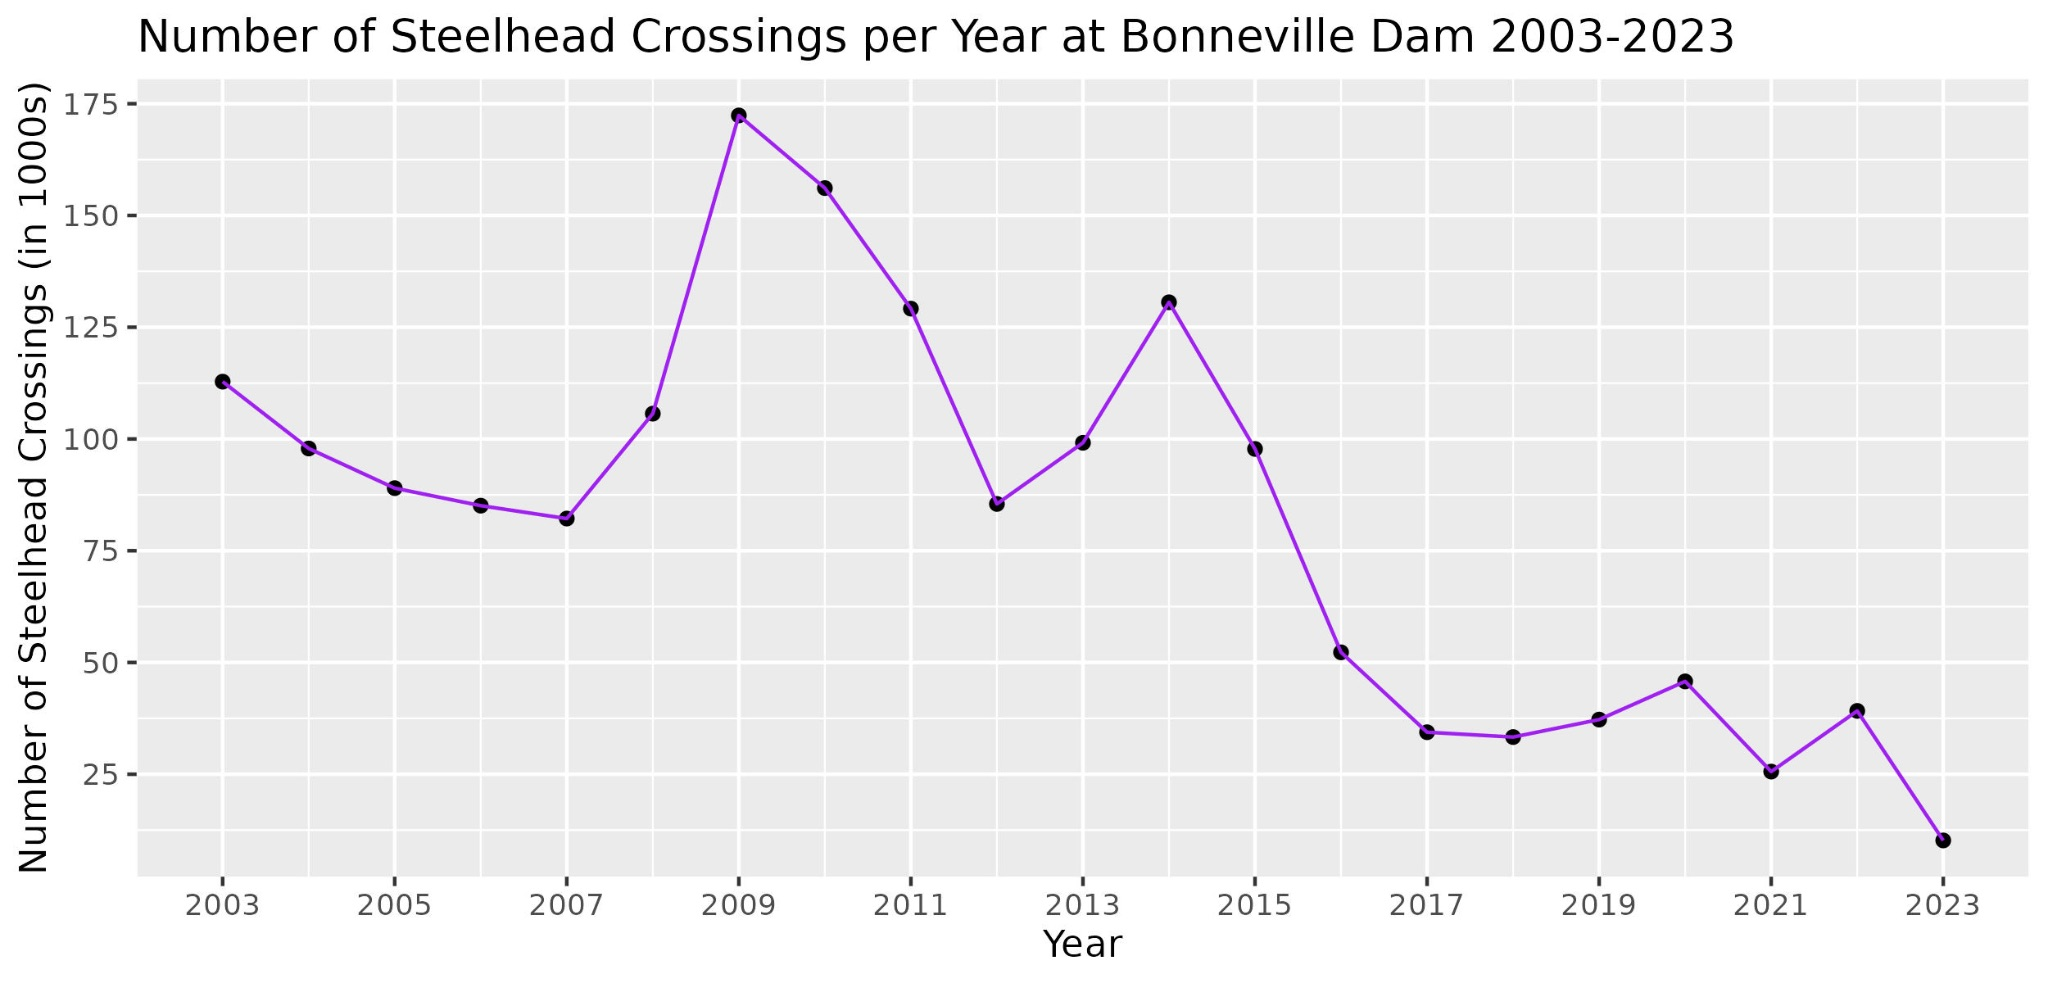 Number of Steelhead Crossings per Year at Bonneville Dam 2003-2023
Number of Steelhead Crossings (in 1000s)
175
150
125
100
75
50
25
2003 2005 2007 2009 2011 2013 2015 2017 2019 2021 2023
Year